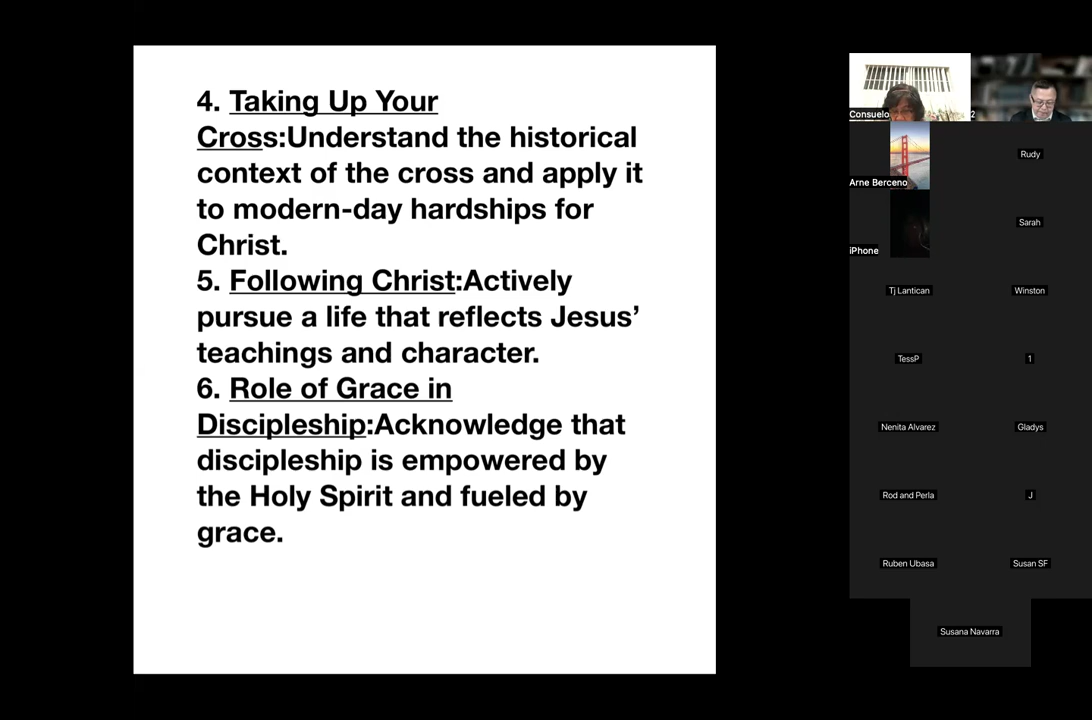 4. Taking Up Your
Cross:Understand the historical
context of the cross and apply it
to modern-day hardships for
Christ.
5. Following Christ:Actively
pursue a life that reflects Jesus’
teachings and character.
6. Role of Grace in
Discipleship:Acknowledge that
discipleship is empowered by
the Holy Spirit and fueled by
grace.
Consuelo
2
Arne Berceno
Rudy
iPhone
Sarah
Tj Lantican
Winston
TessP
1
Nenita Alvarez
Gladys
Rod and Perla
J
Ruben Ubasa
Susan SF
Susana Navarra